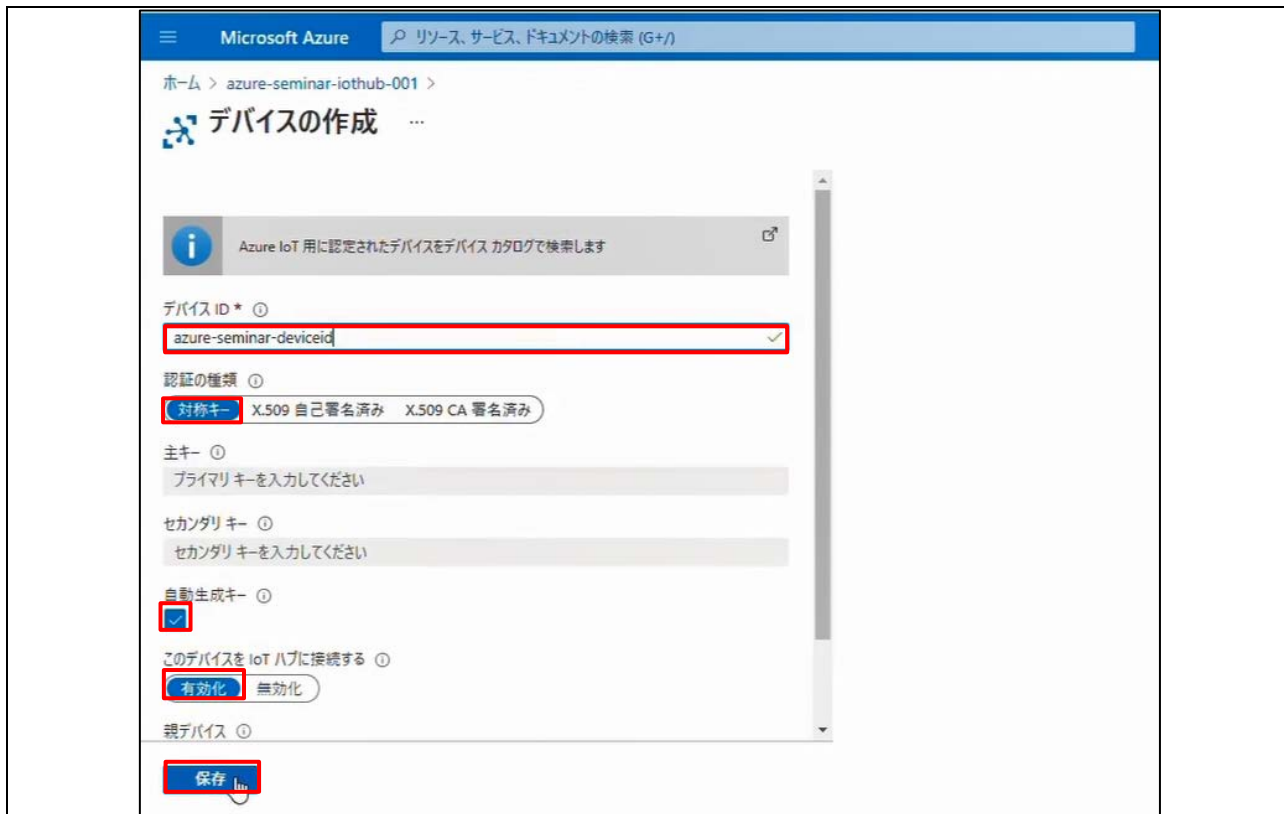 Microsoft Azure
リソース、サービス、ドキュメントの検索 (G+/)
ホーム > azure-seminar-iothub-001 >
デバイスの作成 ...
Azure IoT 用に認定されたデバイスをデバイス カタログで検索します
デバイス ID *
azure-seminar-deviceid
認証の種類
対称キー X.509 自己署名済み X.509 CA 署名済み
主キー
プライマリ キーを入力してください
セカンダリ キー
セカンダリ キーを入力してください
自動生成キー
このデバイスを IoT ハブに接続する
有効化 無効化
親デバイス
保存